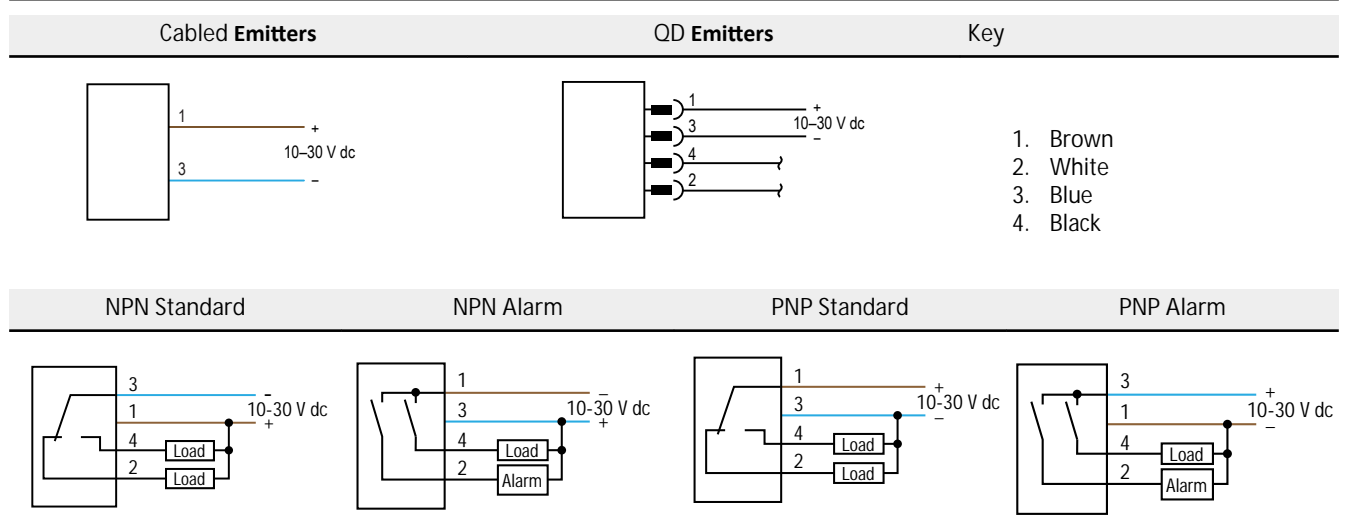 Cabled Emitters QD Emitters Key
1
+
10–30 V dc
3
–
1
+
10–30 V dc
3
–
4
2
1. Brown
2. White
3. Blue
4. Black
NPN Standard NPN Alarm PNP Standard PNP Alarm
3
–
10-30 V dc
1
+
4
Load
2
Load
1
–
10-30 V dc
3
+
4
Load
2
Alarm
1
+
10-30 V dc
3
–
4
Load
2
Load
3
+
10-30 V dc
1
–
4
Load
2
Alarm